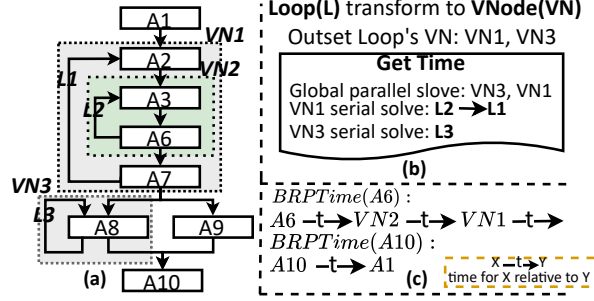 A1
VN1
A2
VN2
L1
A3
L2
A6
A7
VN3
L3
A8
A9
(a)
A10
Loop(L) transform to VNode(VN)
Outset Loop's VN: VN1, VN3
Get Time
Global parallel slove: VN3, VN1
VN1 serial solve: L2 → L1
VN3 serial solve: L3
(b)
BRPTime(A6) :
A6 –t→ VN2 –t→ VN1 –t→
BRPTime(A10) :
A10 –t→ A1
(c)
X –t→ Y
time for X relative to Y